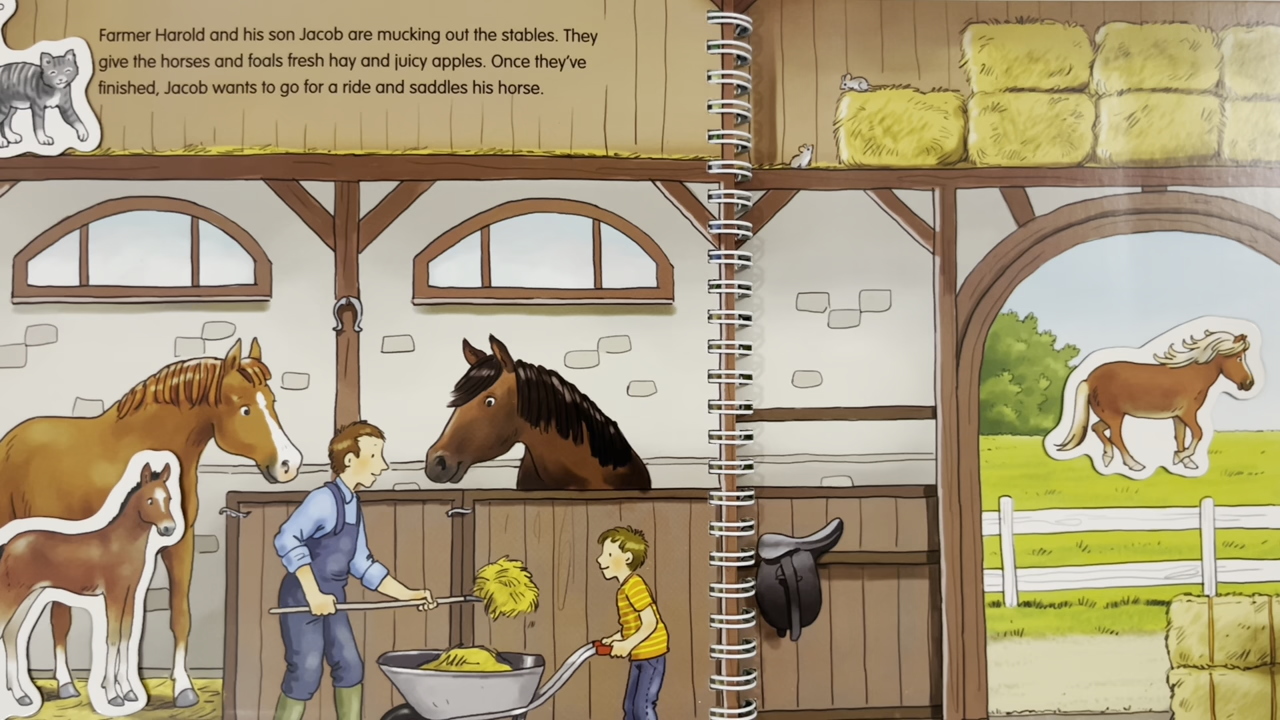 Farmer Harold and his son Jacob are mucking out the stables. They
give the horses and foals fresh hay and juicy apples. Once they've
finished, Jacob wants to go for a ride and saddles his horse.